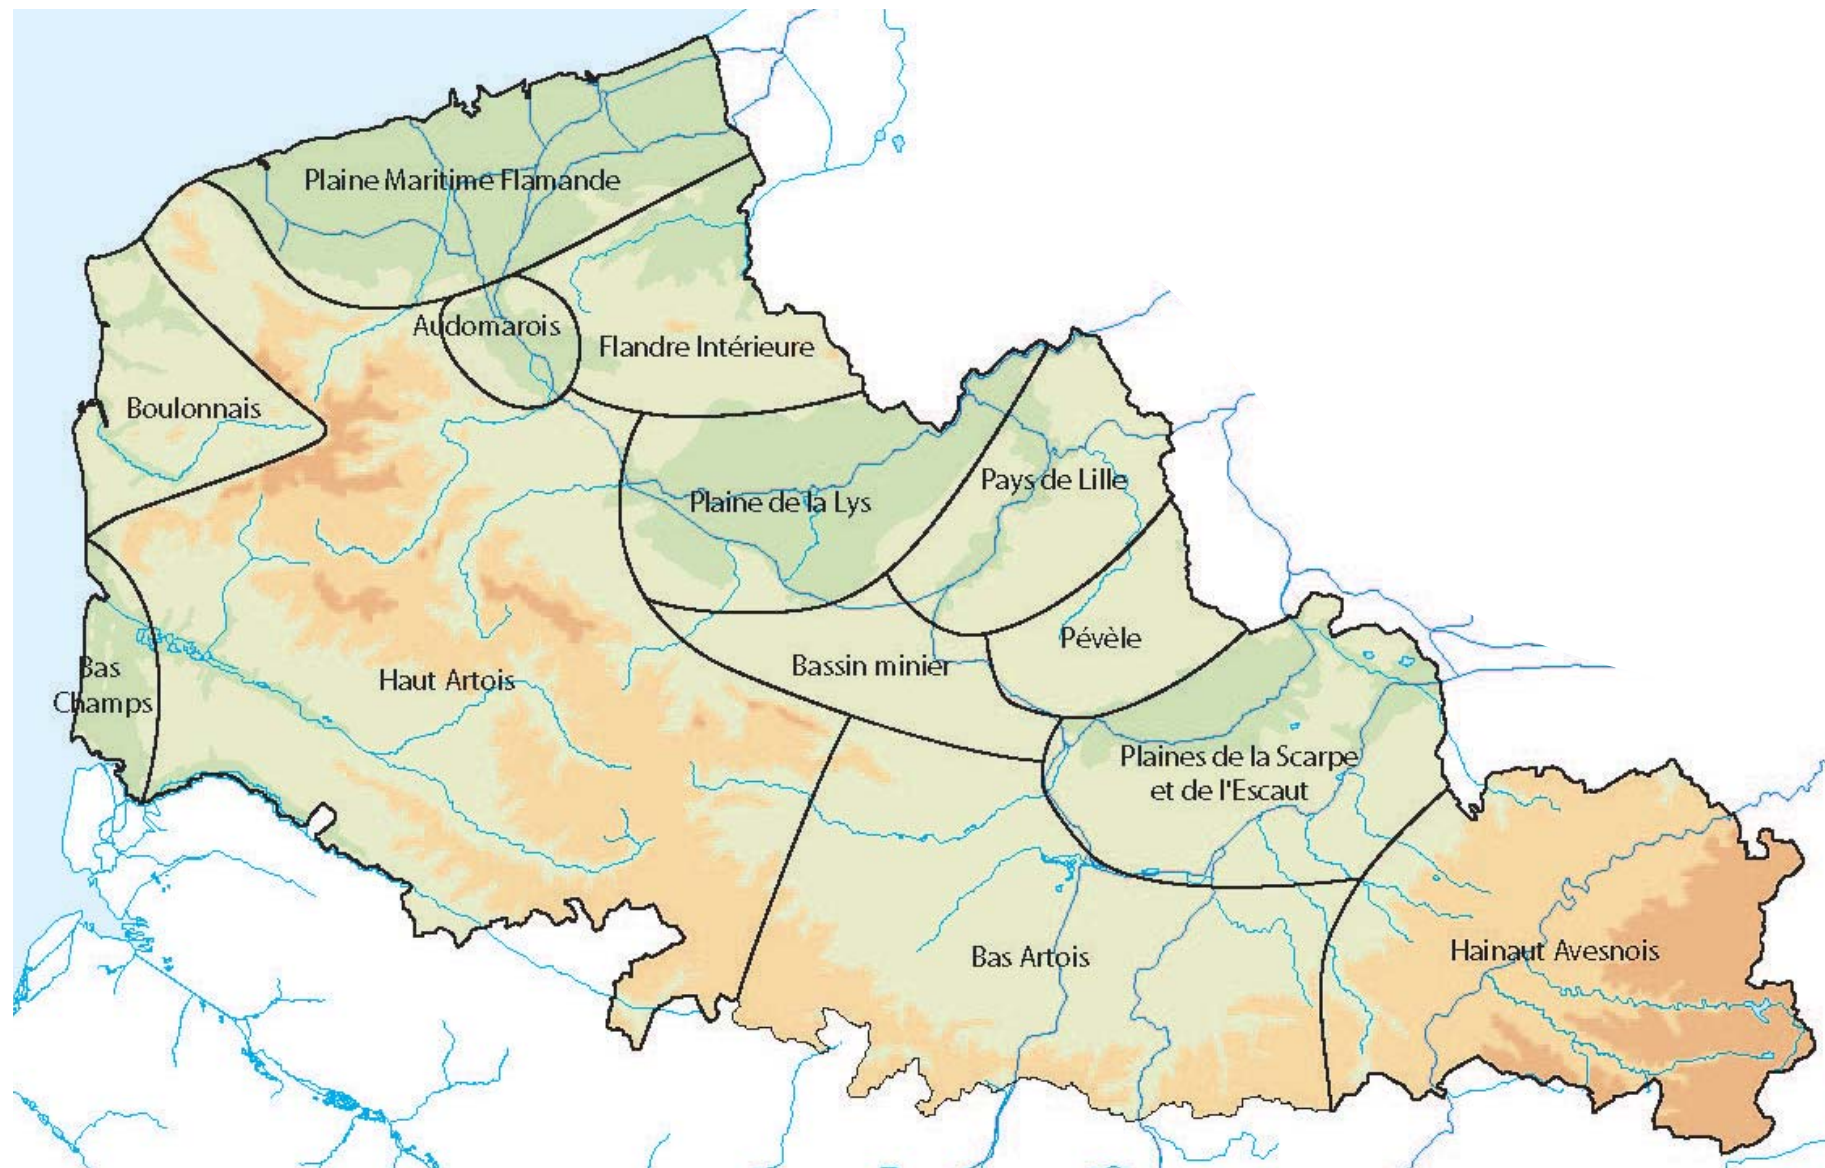 Plaine Maritime Flamande
Audomarois
Flandre Intérieure
Boulonnais
Pays de Lille
Plaine de la Lys
Pévèle
Bassin minier
Haut Artois
Bas
Champs
Plaines de la Scarpe
et de l'Escaut
Bas Artois
Hainaut Avesnois